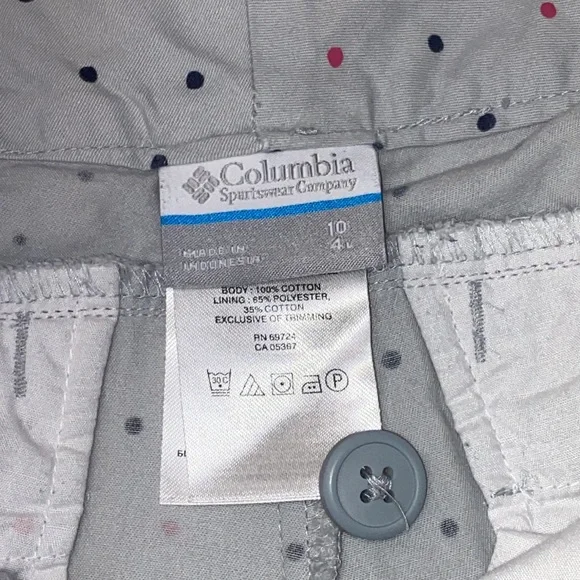 Columbia
Sportswear Company
10
MADE IN
INDONESIA
BODY : 100% COTTON
LINING : 65% POLYESTER,
35% COTTON
EXCLUSIVE OF TRIMMING
RN 69724
CA 05367
30 C
P